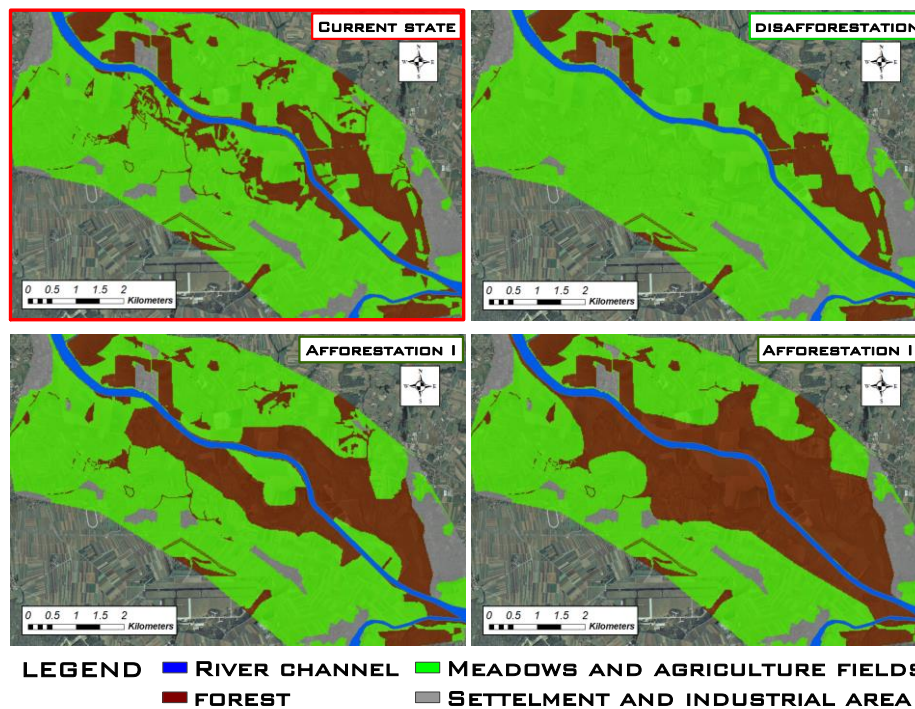 CURRENT STATE
DISAFFORESTATION
N
W E
S
N
W E
S
0 0.5 1 1.5 2
Kilometers
0 0.5 1 1.5 2
Kilometers
AFFORESTATION I
AFFORESTATION I
N
W E
S
N
W E
S
0 0.5 1 1.5 2
Kilometers
0 0.5 1 1.5 2
Kilometers
LEGEND RIVER CHANNEL MEADOWS AND AGRICULTURE FIELDS
FOREST SETTELMENT AND INDUSTRIAL AREA